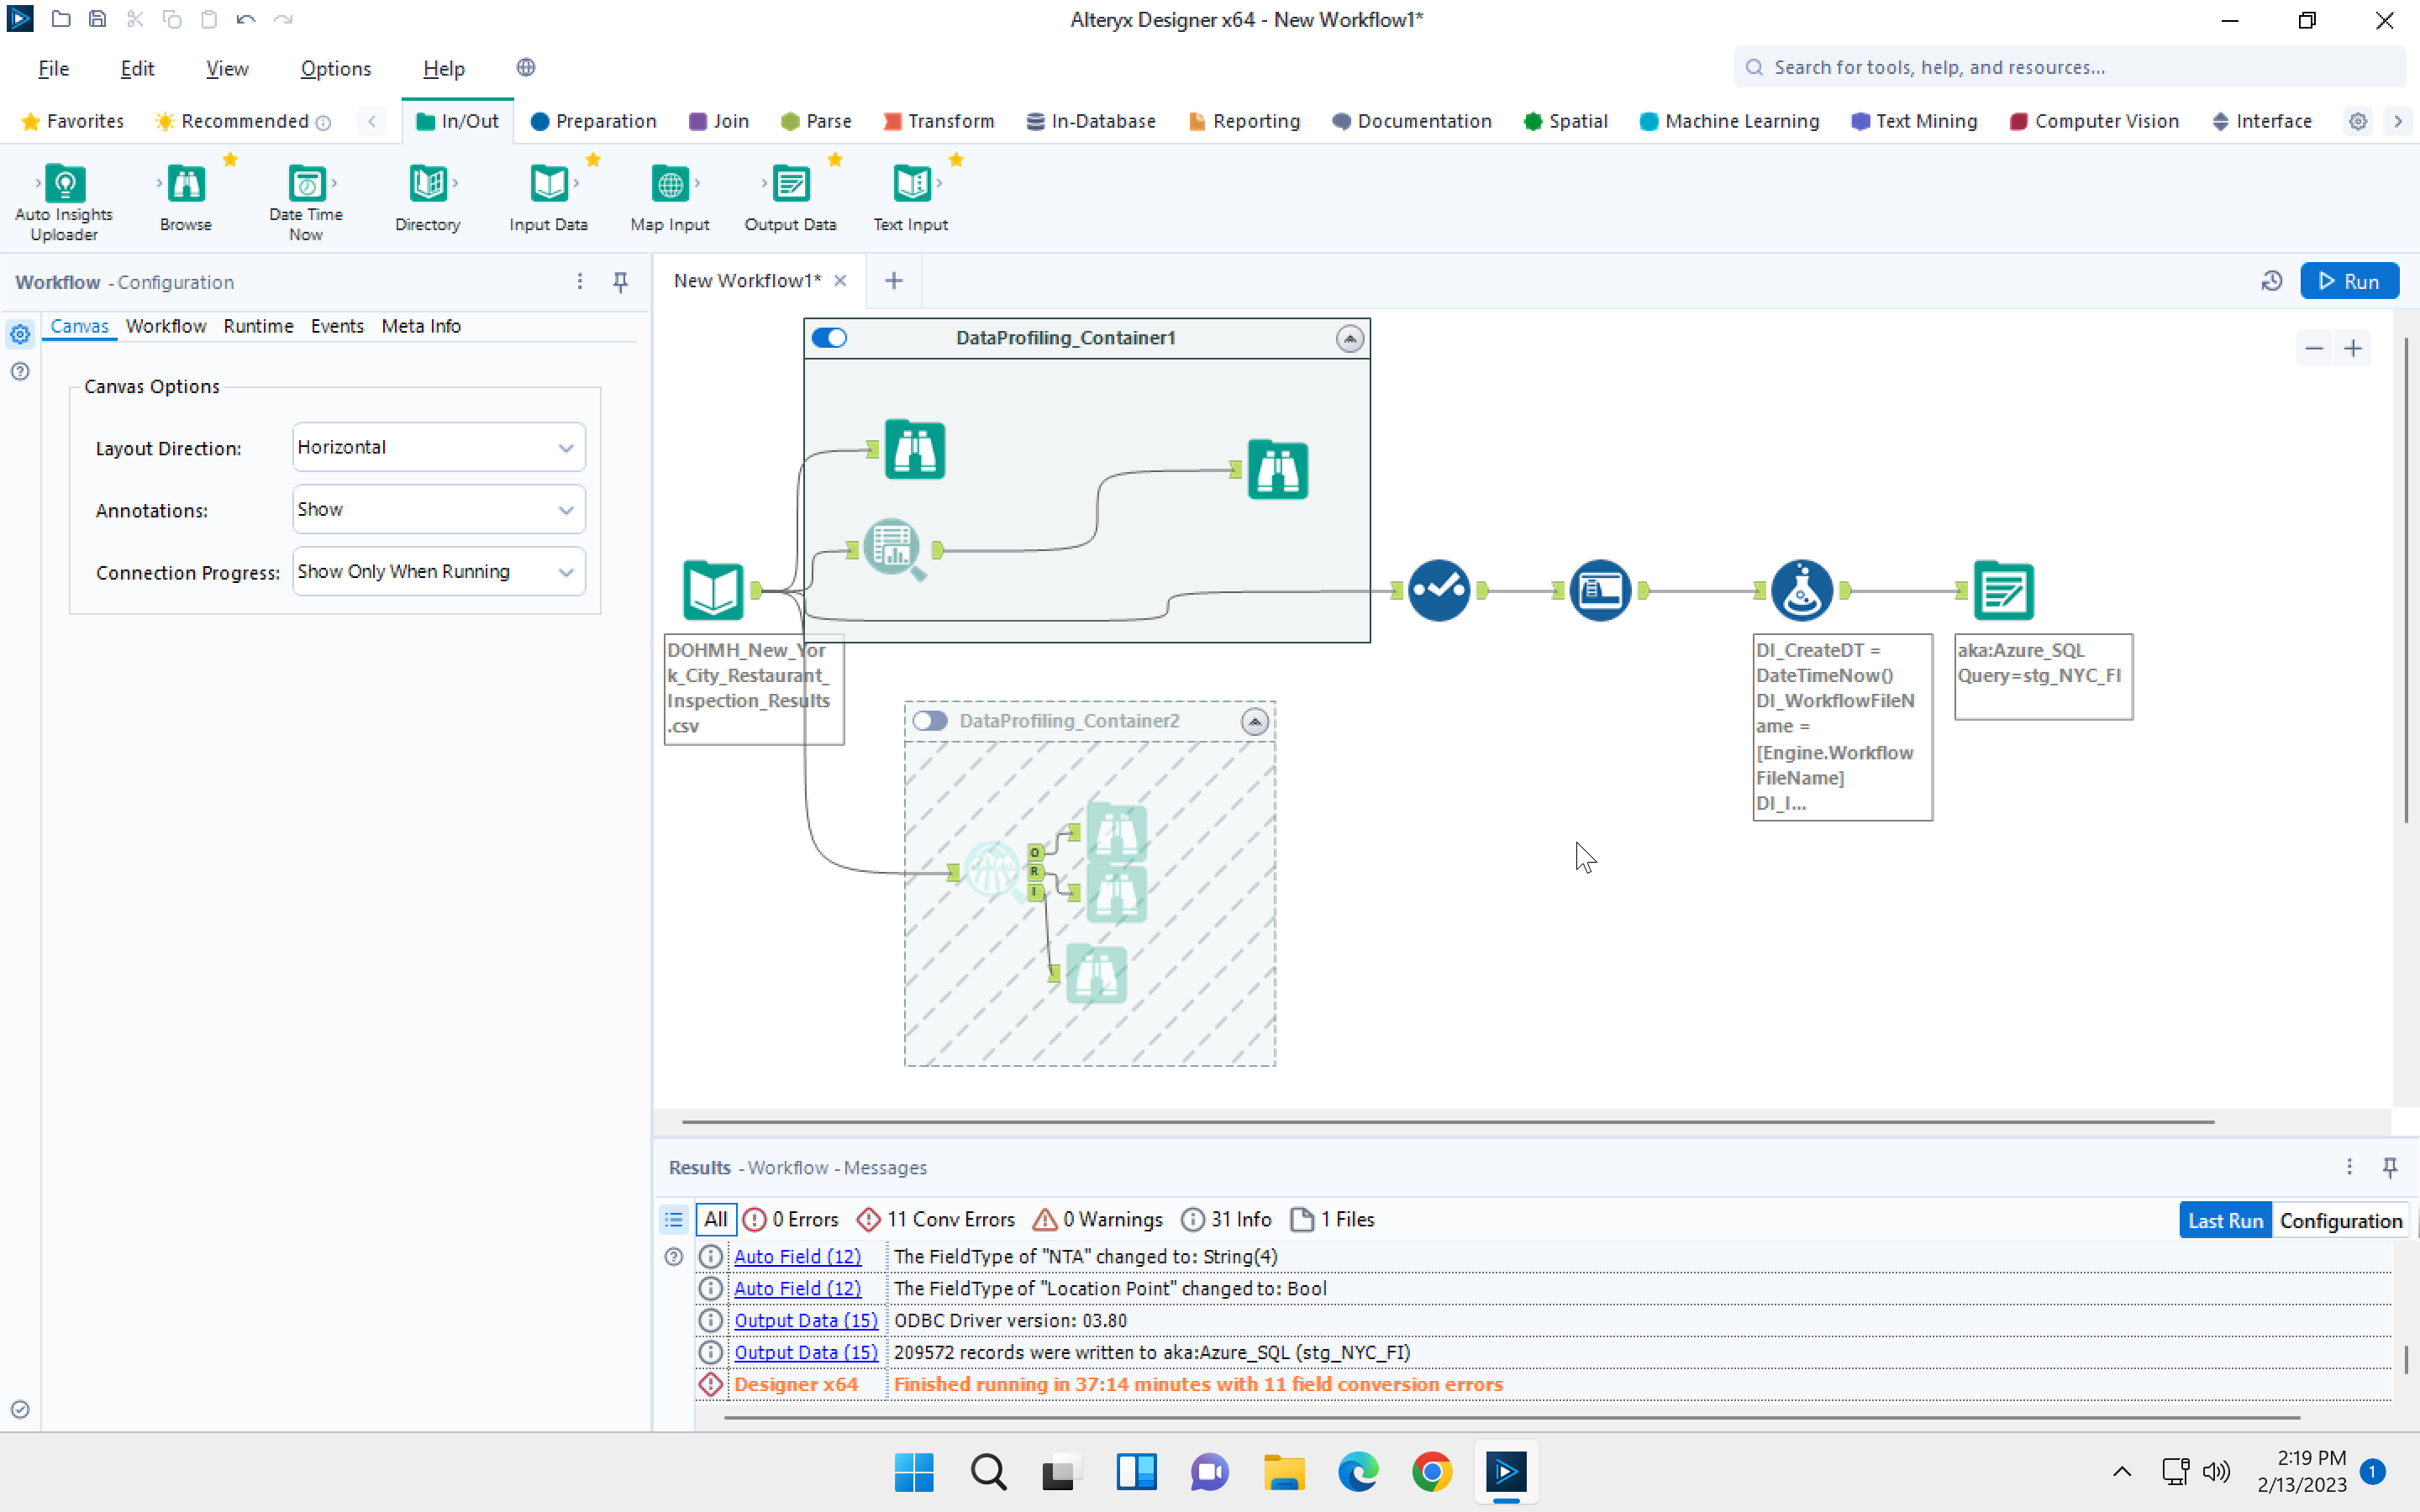 Alteryx Designer x64 - New Workflow1*
File Edit View Options Help
Search for tools, help, and resources...
Favorites Recommended In/Out Preparation Join Parse Transform In-Database Reporting Documentation Spatial Machine Learning Text Mining Computer Vision Interface
Auto Insights
Uploader
Browse
Date Time
Now
Directory
Input Data
Map Input
Output Data
Text Input
Workflow - Configuration
New Workflow1*
Run
Canvas Workflow Runtime Events Meta Info
Canvas Options
Layout Direction: Horizontal
Annotations: Show
Connection Progress: Show Only When Running
DataProfiling_Container1
DOHMH_New_Yor
k_City_Restaurant_
Inspection_Results
.csv
DI_CreateDT =
DateTimeNow()
DI_WorkflowFileN
ame =
[Engine.Workflow
FileName]
DI_I...
aka:Azure_SQL
Query=stg_NYC_FI
DataProfiling_Container2
O
R
I
Results - Workflow - Messages
All 0 Errors 11 Conv Errors 0 Warnings 31 Info 1 Files
Last Run Configuration
Auto Field (12) The FieldType of "NTA" changed to: String(4)
Auto Field (12) The FieldType of "Location Point" changed to: Bool
Output Data (15) ODBC Driver version: 03.80
Output Data (15) 209572 records were written to aka:Azure_SQL (stg_NYC_FI)
Designer x64 Finished running in 37:14 minutes with 11 field conversion errors
2:19 PM
2/13/2023
1